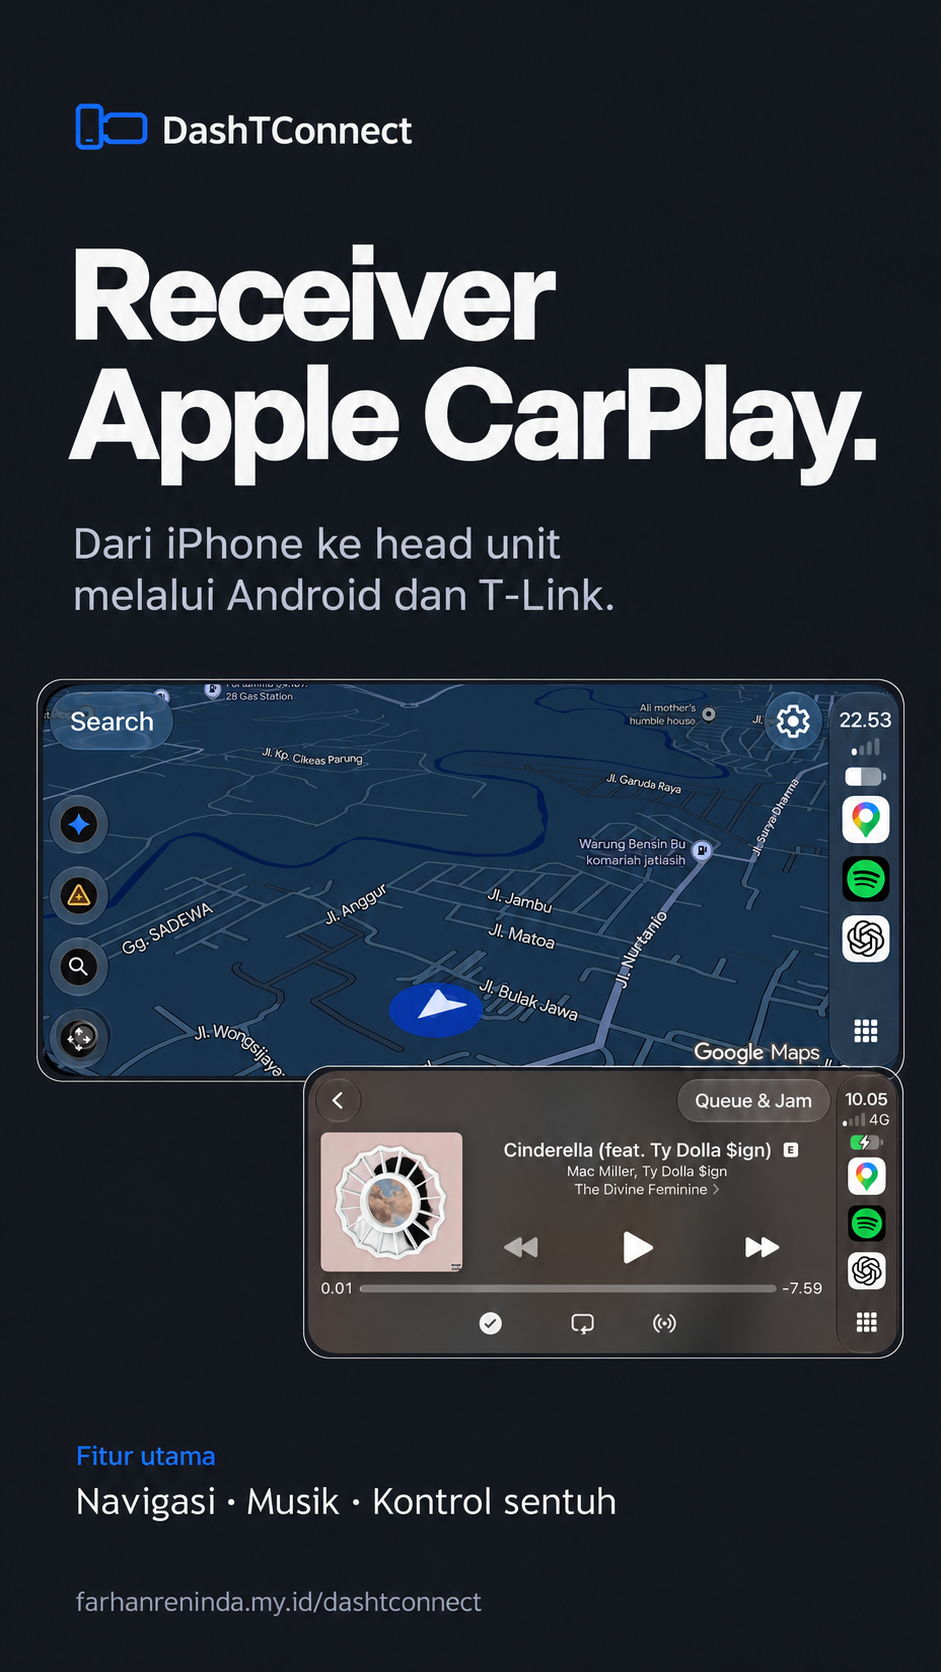 DashTConnect
Receiver
Apple CarPlay.
Dari iPhone ke head unit
melalui Android dan T-Link.
28 Gas Station
Search
Ali mother's
humble house
Jl.
22.53
Jl. Kp. Cikeas Parung
Jl. Garuda Raya
Jl. Surya Dharma
Warung Bensin Bu
komariah jatiasih
Jl. Anggur
Jl. Jambu
Gg. SADEWA
Jl. Matoa
Jl. Nurtanio
Jl. Bulak Jawa
Jl. Wongsijaya
Google Maps
Queue & Jam
10.05
4G
Cinderella (feat. Ty Dolla $ign) E
Mac Miller, Ty Dolla $ign
The Divine Feminine >
0.01
-7.59
Fitur utama
Navigasi • Musik • Kontrol sentuh
farhanreninda.my.id/dashtconnect